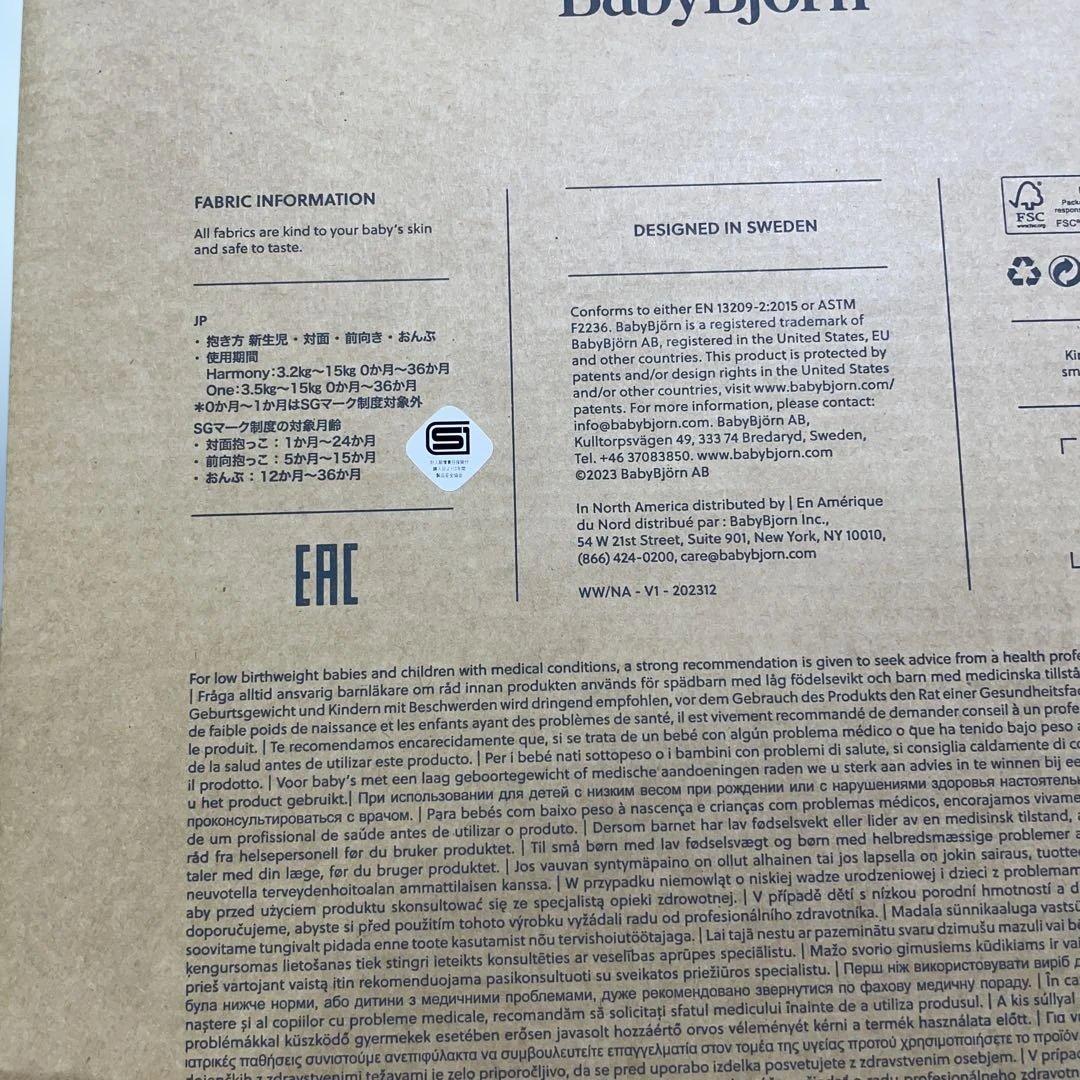 BabyBjörn
FABRIC INFORMATION
All fabrics are kind to your baby's skin
and safe to taste.
JP
・抱き方 新生児・対面・前向き・おんぶ
・使用期間
Harmony：3.2kg～15kg 0か月～36か月
One：3.5kg～15kg 0か月～36か月
*0か月～1か月はSGマーク制度対象外
SGマーク制度の対象月齢
・対面抱っこ：1か月～24か月
・前向抱っこ：5か月～15か月
・おんぶ：12か月～36か月
EAC
DESIGNED IN SWEDEN
Conforms to either EN 13209-2:2015 or ASTM
F2236. BabyBjörn is a registered trademark of
BabyBjörn AB, registered in the United States, EU
and other countries. This product is protected by
patents and/or design rights in the United States
and/or other countries, visit www.babybjorn.com/
patents. For more information, please contact:
info@babybjorn.com. BabyBjörn AB,
Kulltorpsvägen 49, 333 74 Bredaryd, Sweden,
Tel. +46 37083850. www.babybjorn.com
©2023 BabyBjörn AB
In North America distributed by | En Amérique
du Nord distribué par : BabyBjorn Inc.,
54 W 21st Street, Suite 901, New York, NY 10010,
(866) 424-0200, care@babybjorn.com
WW/NA - V1 - 202312
FSC
www.fsc.org
FSC®
For low birthweight babies and children with medical conditions, a strong recommendation is given to seek advice from a health
| Fråga alltid ansvarig barnläkare om råd innan produkten används för spädbarn med låg födelsevikt och barn med medicinska
Geburtsgewicht und Kindern mit Beschwerden wird dringend empfohlen, vor dem Gebrauch des Produkts den Rat einer
de faible poids de naissance et les enfants ayant des problèmes de santé, il est vivement recommandé de demander conseil à un
le produit. | Te recomendamos encarecidamente que, si se trata de un bebé con algún problema médico o que ha tenido bajo peso
de la salud antes de utilizar este producto. | Per i bebé nati sottopeso o i bambini con problemi di salute, si consiglia caldamente di
il prodotto. | Voor baby's met een laag geboortegewicht of medische aandoeningen raden we u sterk aan advies in te winnen bij
u het product gebruikt.| При использовании для детей с низким весом при рождении или с нарушениями здоровья
проконсультироваться с врачом. | Para bebés com baixo peso à nascença e crianças com problemas médicos, encorajamos
de um profissional de saúde antes de utilizar o produto. | Dersom barnet har lav fødselsvekt eller lider av en medisinsk tilstand,
råd fra helsepersonell før du bruker produktet. | Til små børn med lav fødselsvægt og børn med helbredsmæssige problemer
taler med din læge, før du bruger produktet. | Jos vauvan syntymäpaino on ollut alhainen tai jos lapsella on jokin sairaus,
neuvotella terveydenhoitoalan ammattilaisen kanssa. | W przypadku niemowląt o niskiej wadze urodzeniowej i dzieci z
aby przed użyciem produktu skonsultować się ze specjalistą opieki zdrowotnej. | V případě dětí s nízkou porodní hmotností a
doporučujeme, abyste si před použitím tohoto výrobku vyžádali radu od profesionálního zdravotníka. | Madala sünnikaaluga
soovitame tungivalt pidada enne toote kasutamist nõu tervishoiutöötajaga. | Lai tajā nestu ar pazeminātu svaru dzimušu mazuli vai
ķengursomas lietošanas tiek stingri ieteikts konsultēties ar veselības aprūpes speciālistu. | Mažo svorio gimusiems kūdikiams ir
prieš vartojant vaistą itin rekomenduojama pasikonsultuoti su sveikatos priežiūros specialistu. | Перш ніж використовувати виріб
була нижче норми, або дитини з медичними проблемами, дуже рекомендовано звернутися по фахову медичну пораду. | În
naștere și al copiilor cu probleme medicale, recomandăm să solicitați sfatul medicului înainte de a utiliza produsul. | A kis súllyal
problémákkal küszködő gyermekek esetében erősen javasolt hozzáértő orvos véleményét kérni a termék használata előtt. | Για
ιατρικές παθήσεις συνιστούμε ανεπιφύλακτα να συμβουλευτείτε επαγγελματία στον τομέα της υγείας προτού χρησιμοποιήσετε το
z zdravstvenimi težavami je zelo priporočljivo, da se pred uporabo izdelka posvetujete z zdravstvenim osebjem. | V